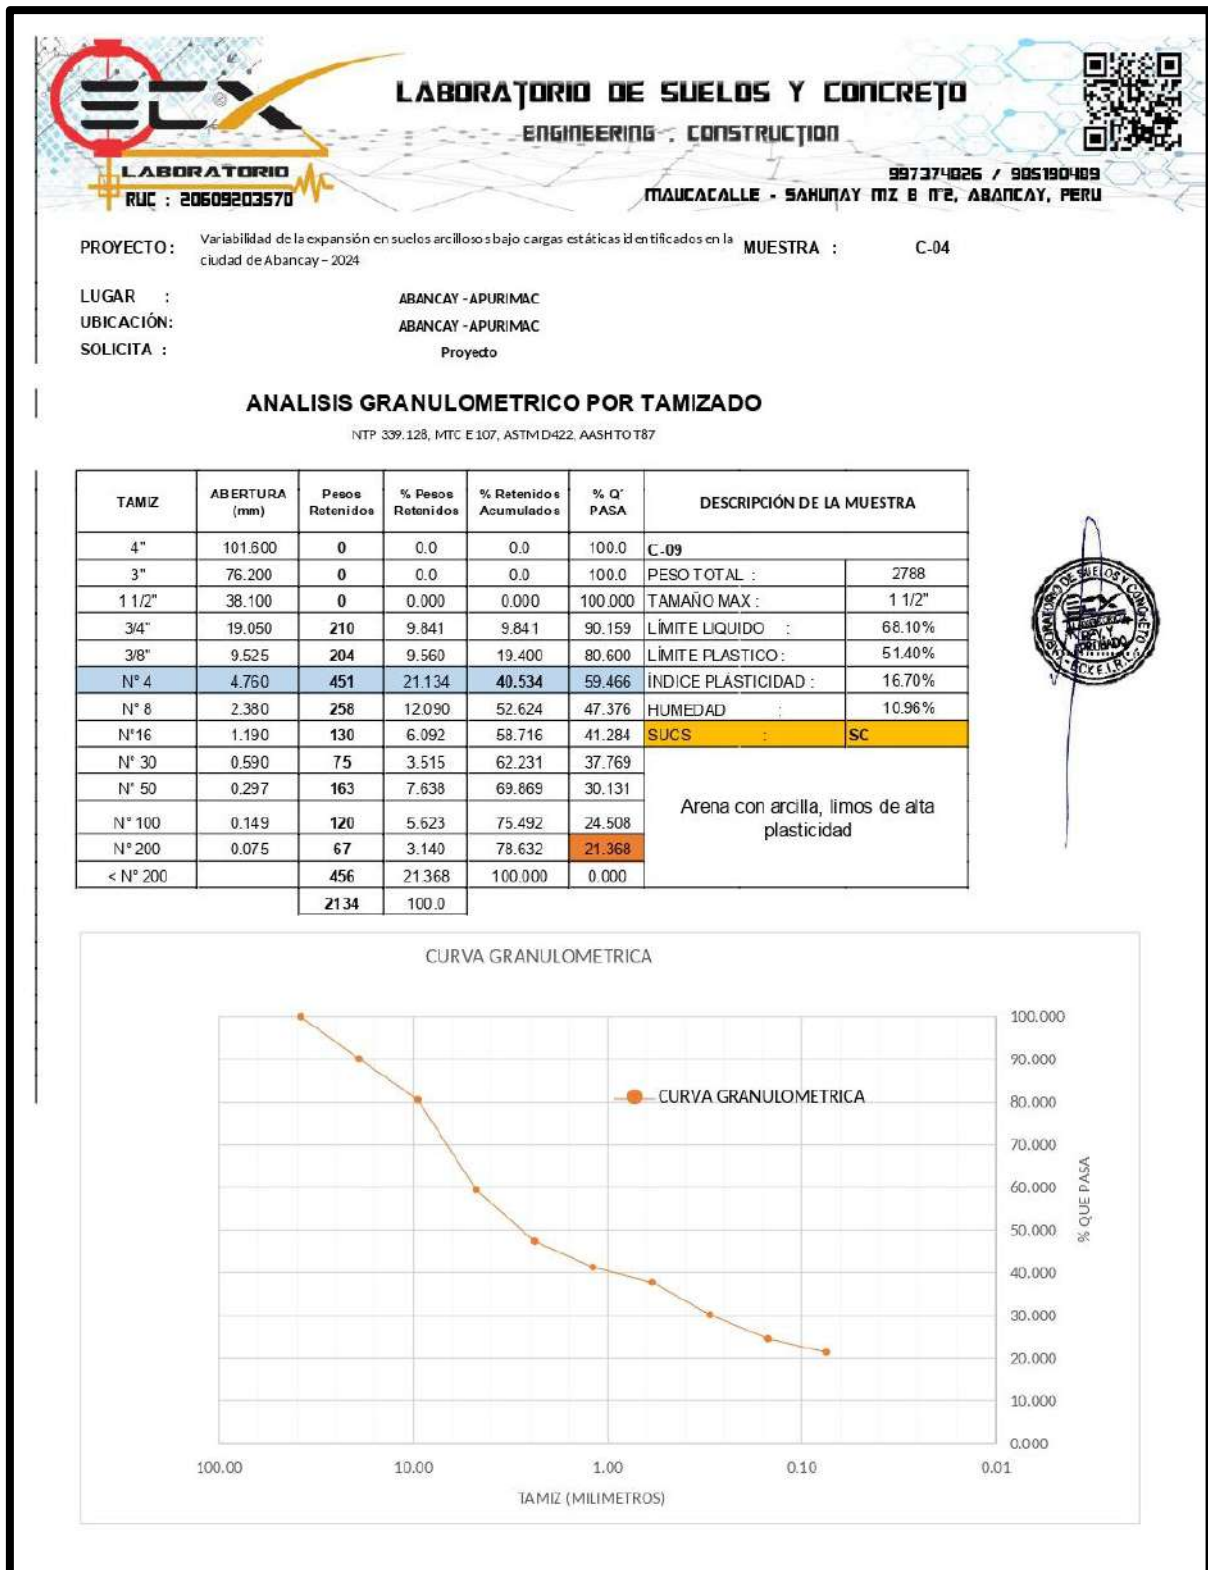 ECX
LABORATORIO
RUC : 20609203570
LABORATORIO DE SUELOS Y CONCRETO
ENGINEERING . CONSTRUCTION
997374026 / 905190409
MAUCACALLE - SAHUNAY MZ B N°2, ABANCAY, PERU
PROYECTO : Variabilidad de la expansión en suelos arcillosos bajo cargas estáticas identificados en la ciudad de Abancay – 2024 MUESTRA : C-04
LUGAR : ABANCAY - APURIMAC
UBICACIÓN: ABANCAY - APURIMAC
SOLICITA : Proyecto
ANALISIS GRANULOMETRICO POR TAMIZADO
NTP 339.128, MTC E 107, ASTM D422, AASHTO T87
TAMIZ ABERTURA (mm) Pesos Retenidos % Pesos Retenidos % Retenidos Acumulados % Q' PASA DESCRIPCIÓN DE LA MUESTRA
4" 101.600 0 0.0 0.0 100.0 C-09
3" 76.200 0 0.0 0.0 100.0 PESO TOTAL : 2788
1 1/2" 38.100 0 0.000 0.000 100.000 TAMAÑO MAX : 1 1/2"
3/4" 19.050 210 9.841 9.841 90.159 LÍMITE LIQUIDO : 68.10%
3/8" 9.525 204 9.560 19.400 80.600 LÍMITE PLASTICO : 51.40%
N° 4 4.760 451 21.134 40.534 59.466 ÍNDICE PLÁSTICIDAD : 16.70%
N° 8 2.380 258 12.090 52.624 47.376 HUMEDAD : 10.96%
N°16 1.190 130 6.092 58.716 41.284 SUCS : SC
N° 30 0.590 75 3.515 62.231 37.769
N° 50 0.297 163 7.638 69.869 30.131
Arena con arcilla, limos de alta
plasticidad
N° 100 0.149 120 5.623 75.492 24.508
N° 200 0.075 67 3.140 78.632 21.368
< N° 200 456 21.368 100.000 0.000
2134 100.0
LABORATORIO DE SUELOS Y CONCRETO
CURVA GRANULOMETRICA
CURVA GRANULOMETRICA
100.000
90.000
80.000
70.000
60.000
50.000
40.000
30.000
20.000
10.000
0.000
% QUE PASA
100.00 10.00 1.00 0.10 0.01
TAMIZ (MILIMETROS)